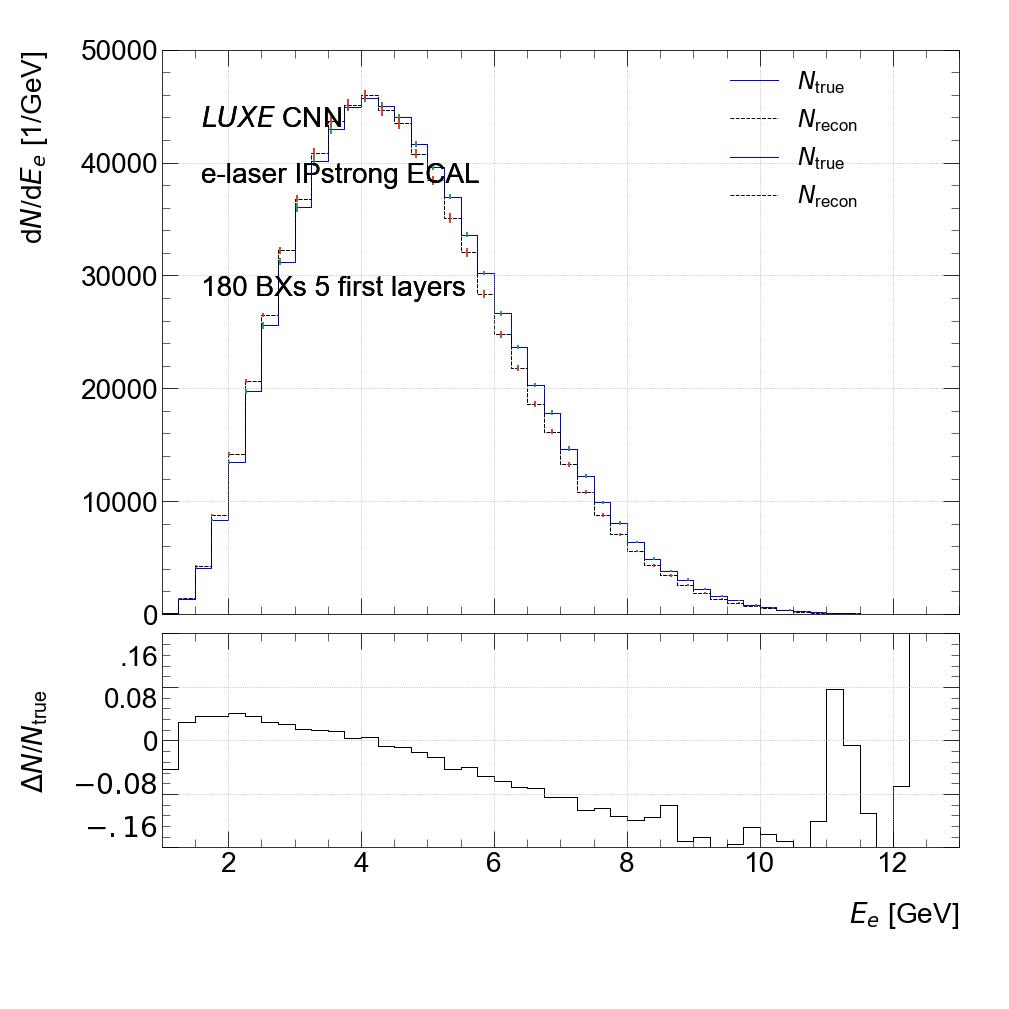 50000
40000
30000
20000
10000
0
dN/dE_e [1/GeV]
LUXE CNN
e-laser IPstrong ECAL
180 BXs 5 first layers
N_true
N_recon
N_true
N_recon
.16
0.08
0
−0.08
−.16
ΔN/N_true
2 4 6 8 10 12
E_e [GeV]